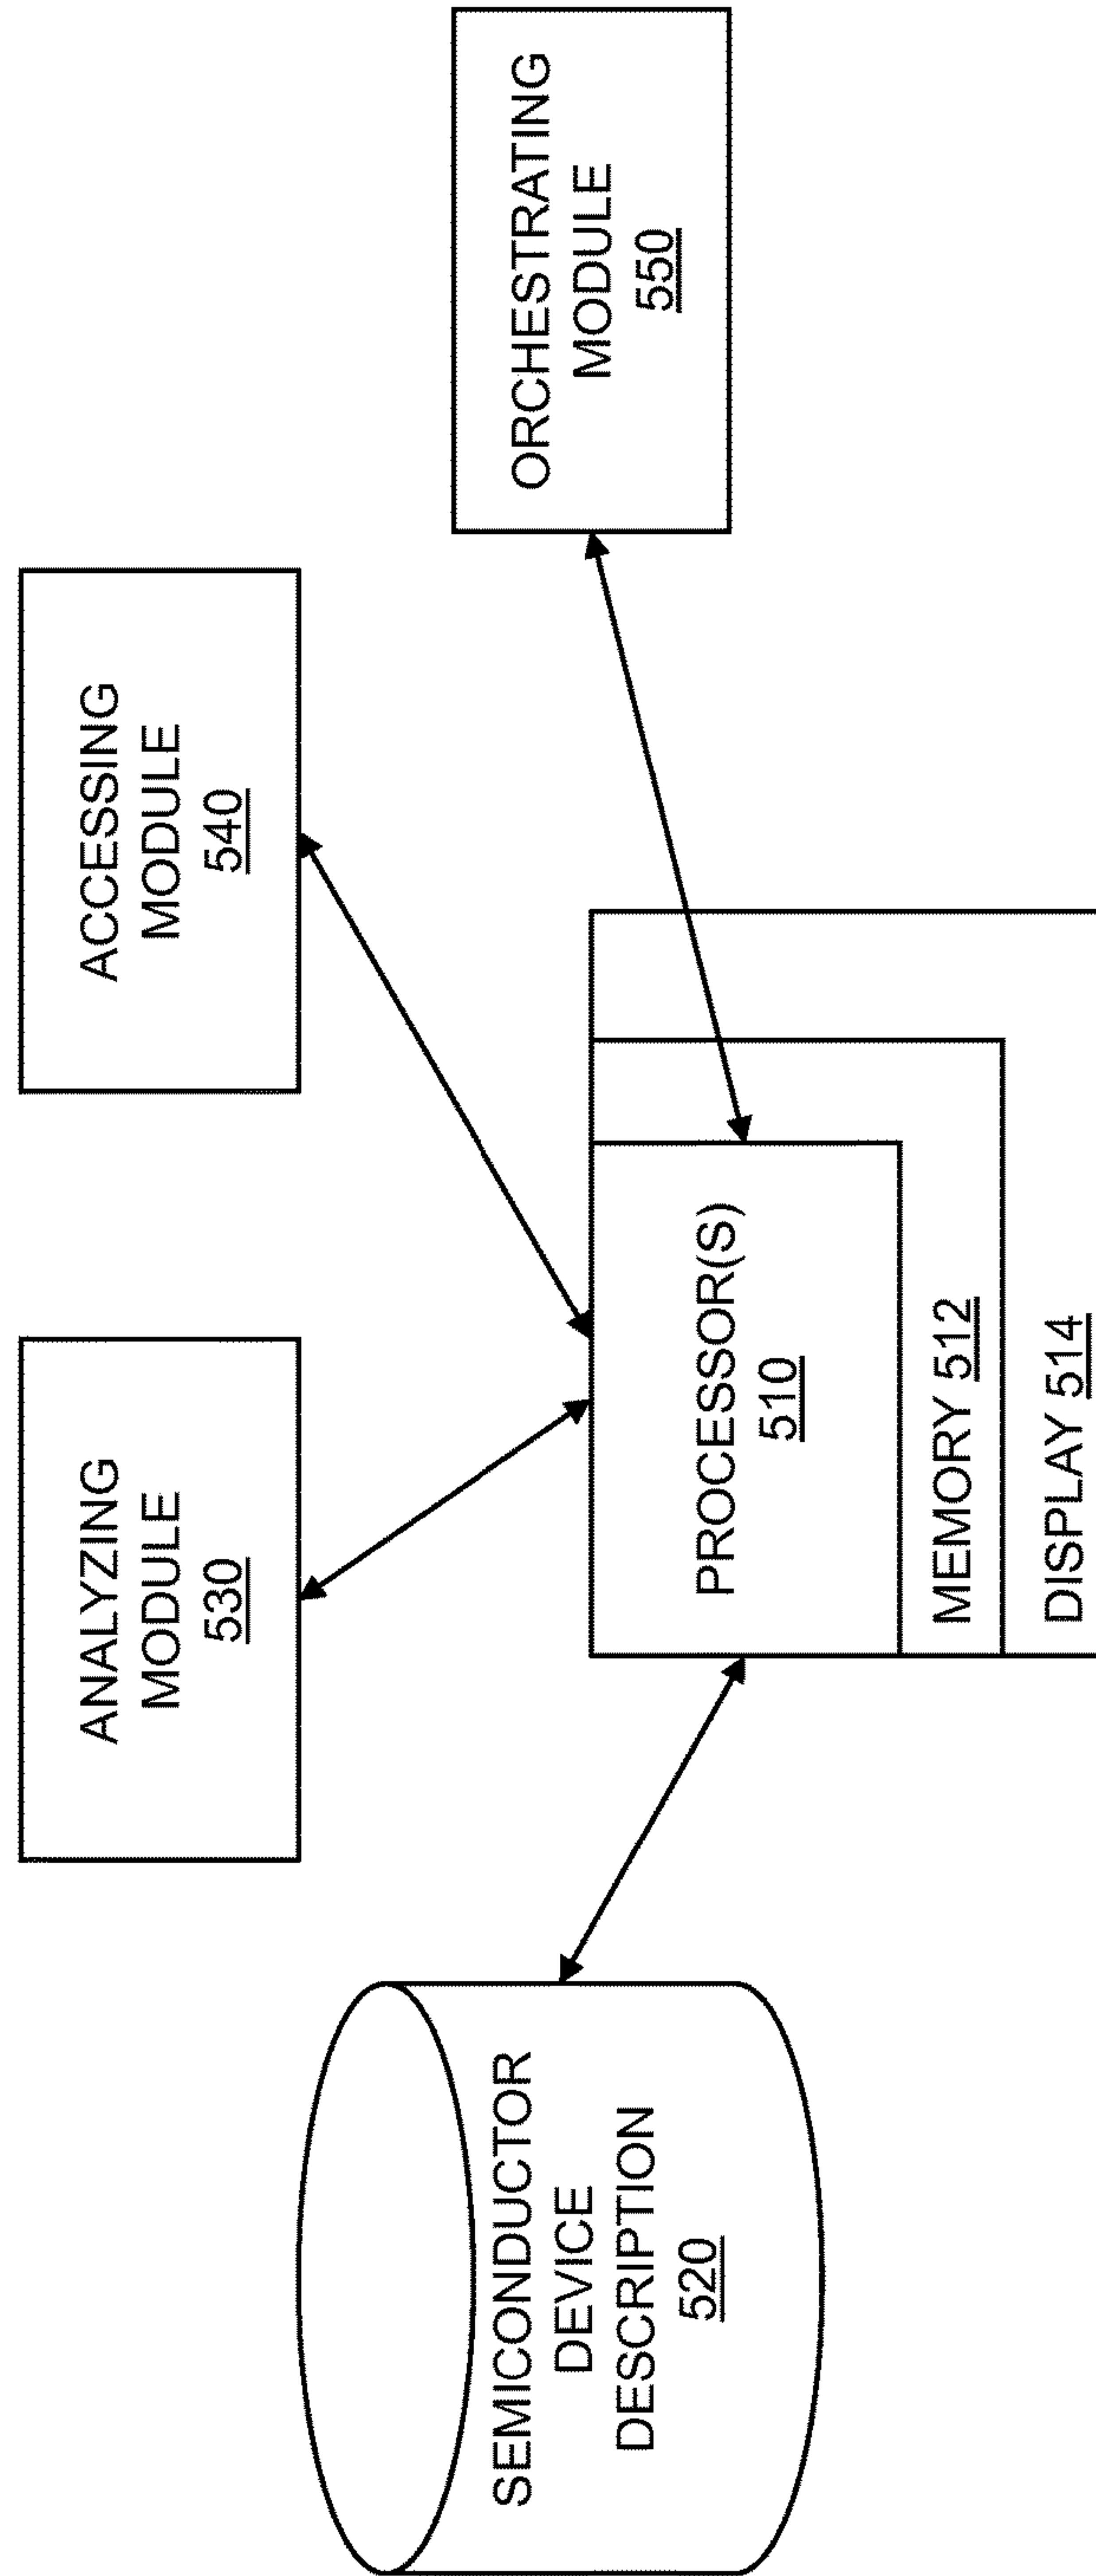 ANALYZING
MODULE
530
ACCESSING
MODULE
540
SEMICONDUCTOR
DEVICE
DESCRIPTION
520
PROCESSOR(S)
510
MEMORY 512
DISPLAY 514
ORCHESTRATING
MODULE
550